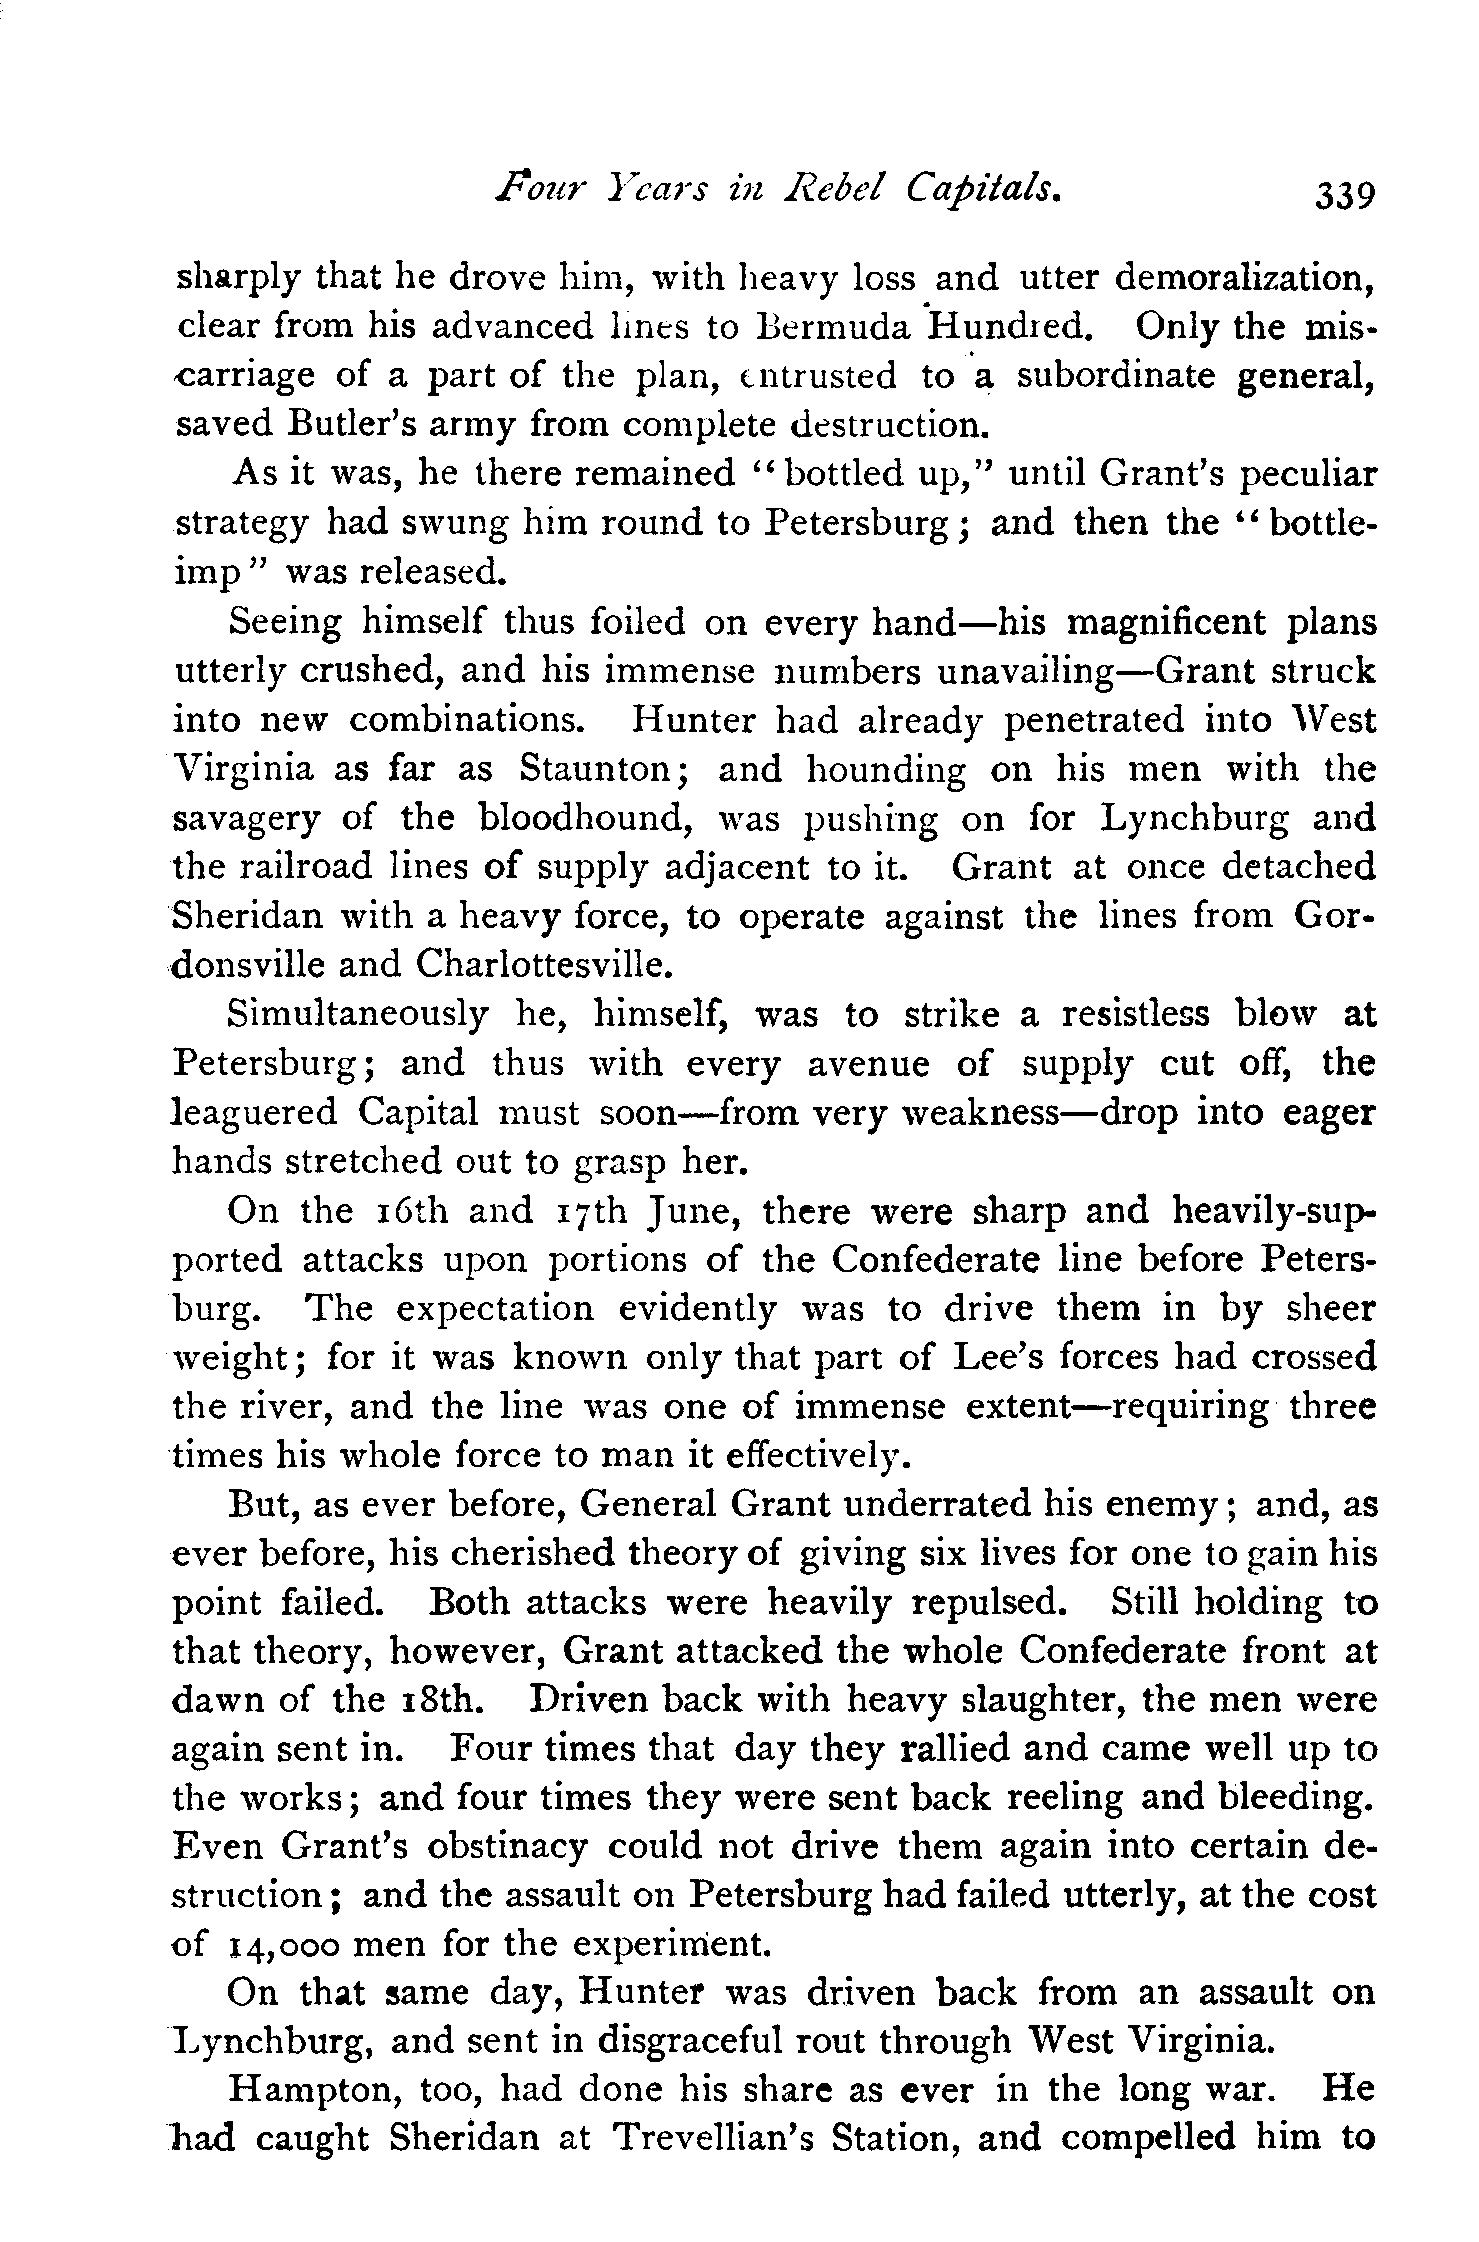 Four Years in Rebel Capitals. 339
sharply that he drove him, with heavy loss and utter demoralization,
clear from his advanced lines to Bermuda Hundred. Only the mis-
carriage of a part of the plan, entrusted to a subordinate general,
saved Butler's army from complete destruction.
As it was, he there remained "bottled up," until Grant's peculiar
strategy had swung him round to Petersburg; and then the "bottle-
imp" was released.
Seeing himself thus foiled on every hand—his magnificent plans
utterly crushed, and his immense numbers unavailing—Grant struck
into new combinations. Hunter had already penetrated into West
Virginia as far as Staunton; and hounding on his men with the
savagery of the bloodhound, was pushing on for Lynchburg and
the railroad lines of supply adjacent to it. Grant at once detached
Sheridan with a heavy force, to operate against the lines from Gor-
donsville and Charlottesville.
Simultaneously he, himself, was to strike a resistless blow at
Petersburg; and thus with every avenue of supply cut off, the
leaguered Capital must soon—from very weakness—drop into eager
hands stretched out to grasp her.
On the 16th and 17th June, there were sharp and heavily-sup-
ported attacks upon portions of the Confederate line before Peters-
burg. The expectation evidently was to drive them in by sheer
weight; for it was known only that part of Lee's forces had crossed
the river, and the line was one of immense extent—requiring three
times his whole force to man it effectively.
But, as ever before, General Grant underrated his enemy; and, as
ever before, his cherished theory of giving six lives for one to gain his
point failed. Both attacks were heavily repulsed. Still holding to
that theory, however, Grant attacked the whole Confederate front at
dawn of the 18th. Driven back with heavy slaughter, the men were
again sent in. Four times that day they rallied and came well up to
the works; and four times they were sent back reeling and bleeding.
Even Grant's obstinacy could not drive them again into certain de-
struction; and the assault on Petersburg had failed utterly, at the cost
of 14,000 men for the experiment.
On that same day, Hunter was driven back from an assault on
Lynchburg, and sent in disgraceful rout through West Virginia.
Hampton, too, had done his share as ever in the long war. He
had caught Sheridan at Trevellian's Station, and compelled him to